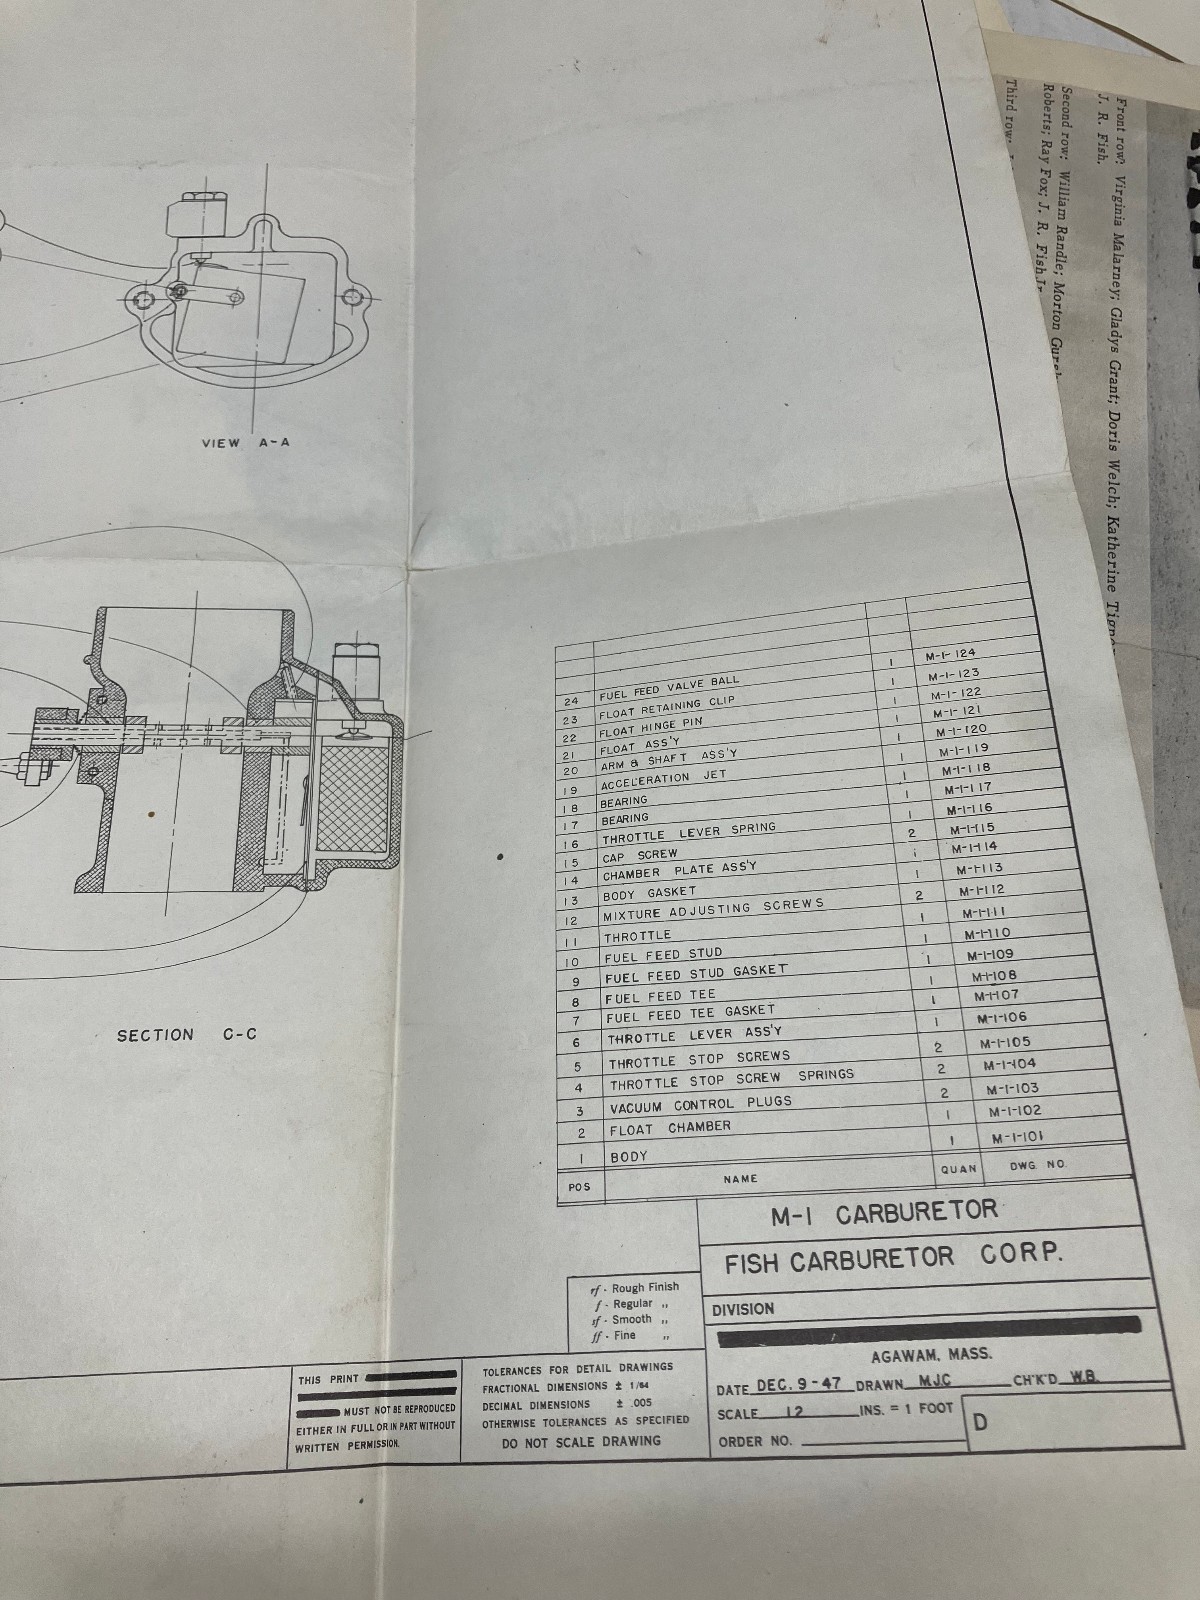 Front row: Virginia Malarney; Gladys Grant; Doris Welch; Katherine
J. R. Fish.
Second row: William Randle; Morton
Roberts; Ray Fox; J. R. Fish Jr
Third row:
VIEW A-A
SECTION C-C
24 FUEL FEED VALVE BALL 1 M-1-124
23 FLOAT RETAINING CLIP 1 M-1-123
22 FLOAT HINGE PIN 1 M-1-122
21 FLOAT ASS'Y 1 M-1-121
20 ARM & SHAFT ASS'Y 1 M-1-120
19 ACCELERATION JET 1 M-1-119
18 BEARING 1 M-1-118
17 BEARING 1 M-1-117
16 THROTTLE LEVER SPRING 1 M-1-116
15 CAP SCREW 2 M-1-115
14 CHAMBER PLATE ASS'Y 1 M-1-114
13 BODY GASKET 1 M-1-113
12 MIXTURE ADJUSTING SCREWS 2 M-1-112
11 THROTTLE 1 M-1-111
10 FUEL FEED STUD 1 M-1-110
9 FUEL FEED STUD GASKET 1 M-1-109
8 FUEL FEED TEE 1 M-1-108
7 FUEL FEED TEE GASKET 1 M-1-107
6 THROTTLE LEVER ASS'Y 1 M-1-106
5 THROTTLE STOP SCREWS 2 M-1-105
4 THROTTLE STOP SCREW SPRINGS 2 M-1-104
3 VACUUM CONTROL PLUGS 2 M-1-103
2 FLOAT CHAMBER 1 M-1-102
1 BODY 1 M-1-101
POS NAME QUAN DWG. NO.
M-1 CARBURETOR
FISH CARBURETOR CORP.
DIVISION
AGAWAM, MASS.
DATE DEC. 9-47 DRAWN M.J.C CH'K'D W.B.
SCALE 12 INS. = 1 FOOT
ORDER NO.
D
rf - Rough Finish
f - Regular "
sf - Smooth "
ff - Fine "
TOLERANCES FOR DETAIL DRAWINGS
FRACTIONAL DIMENSIONS ± 1/64
DECIMAL DIMENSIONS ± .005
OTHERWISE TOLERANCES AS SPECIFIED
DO NOT SCALE DRAWING
THIS PRINT
MUST NOT BE REPRODUCED
EITHER IN FULL OR IN PART WITHOUT
WRITTEN PERMISSION.